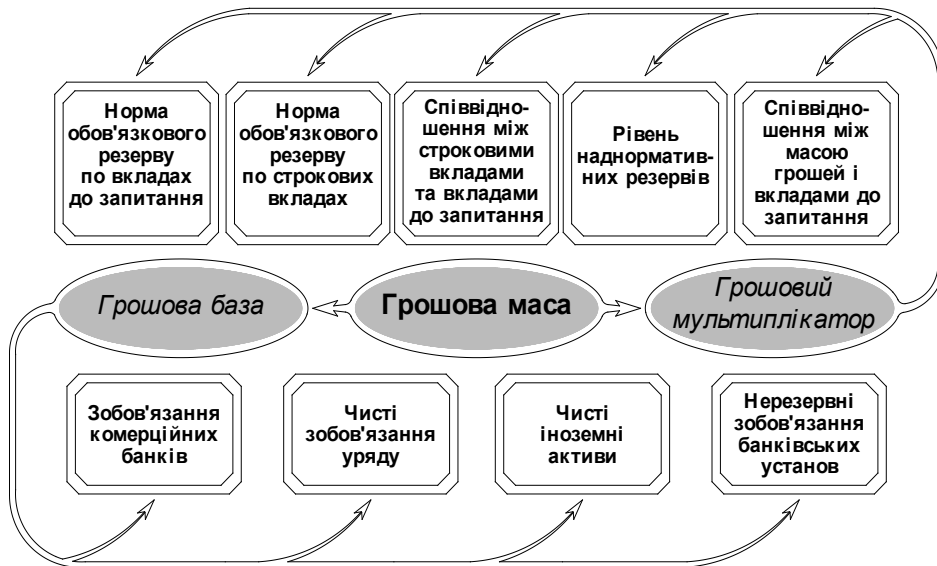 Норма
обов'язкового
резерву
по вкладах
до запитання
Норма
обов'язкового
резерву
по строкових
вкладах
Співвідно-
шення між
строковими
вкладами
та вкладами
до запитання
Рівень
наднорматив-
них резервів
Співвідно-
шення між
масою
грошей і
вкладами до
запитання
Грошова база
Грошова маса
Грошовий
мультиплікатор
Зобов'язання
комерційних
банків
Чисті
зобов'язання
уряду
Чисті
іноземні
активи
Нерезервні
зобов'язання
банківських
установ